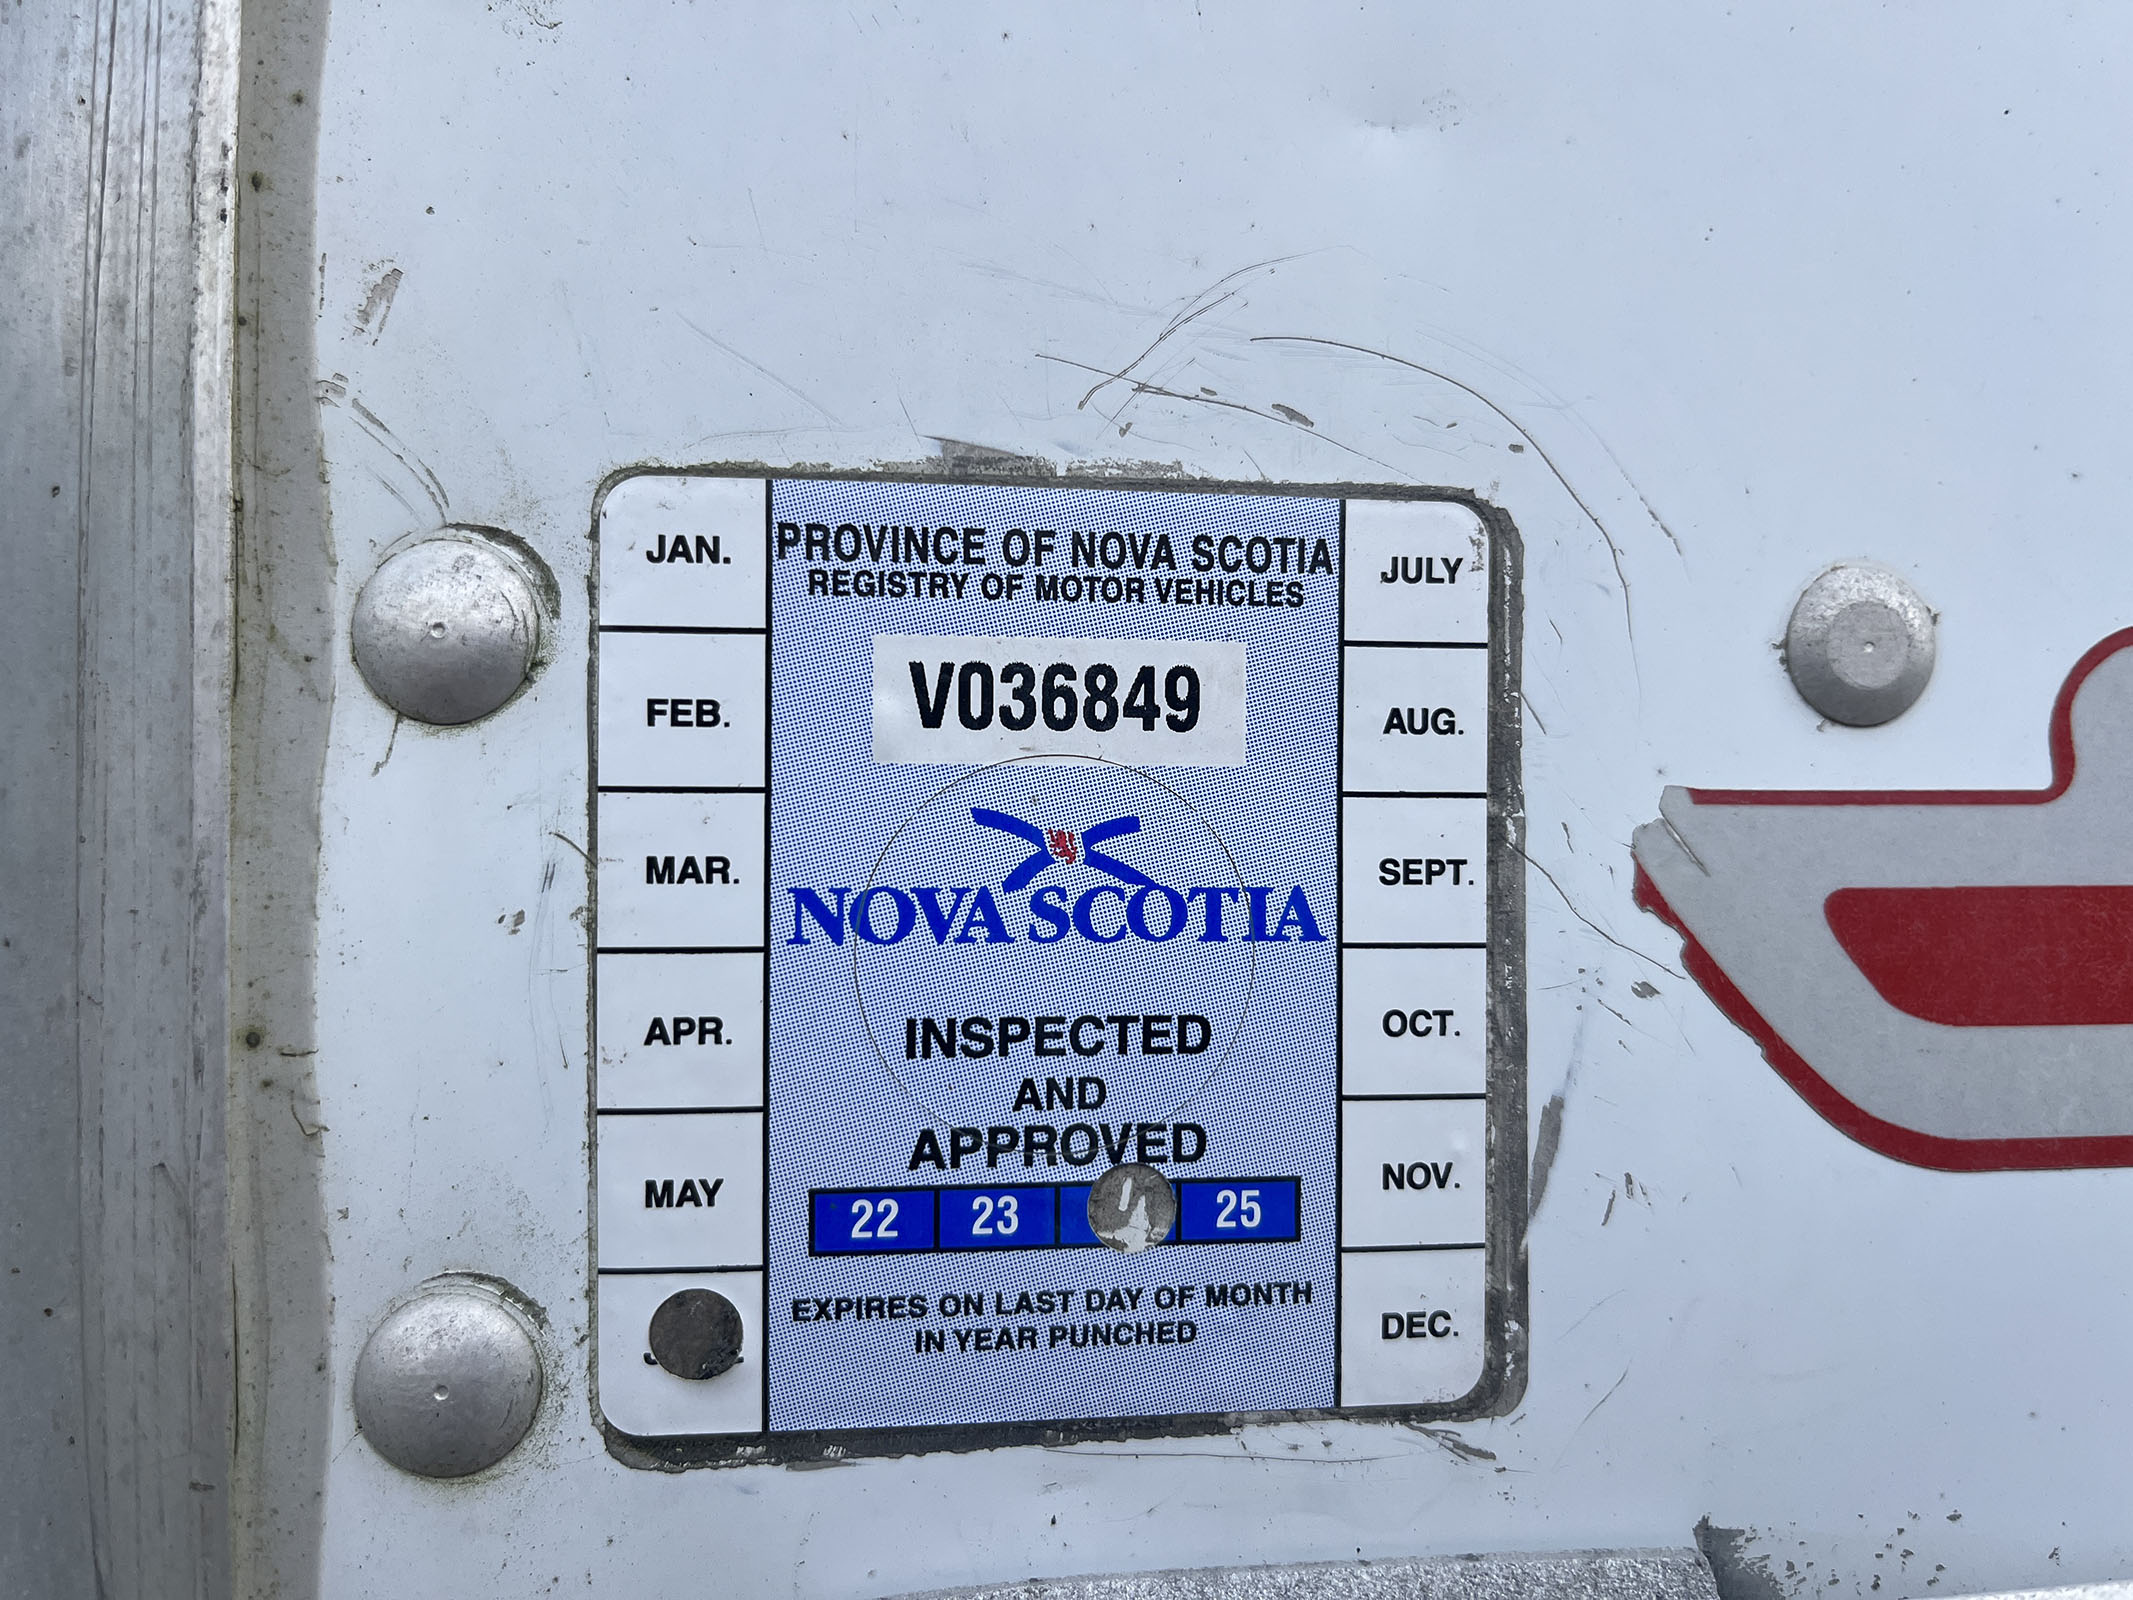 JAN.
FEB.
MAR.
APR.
MAY
PROVINCE OF NOVA SCOTIA
REGISTRY OF MOTOR VEHICLES
V036849
NOVA SCOTIA
INSPECTED
AND
APPROVED
22 23 25
EXPIRES ON LAST DAY OF MONTH
IN YEAR PUNCHED
JULY
AUG.
SEPT.
OCT.
NOV.
DEC.